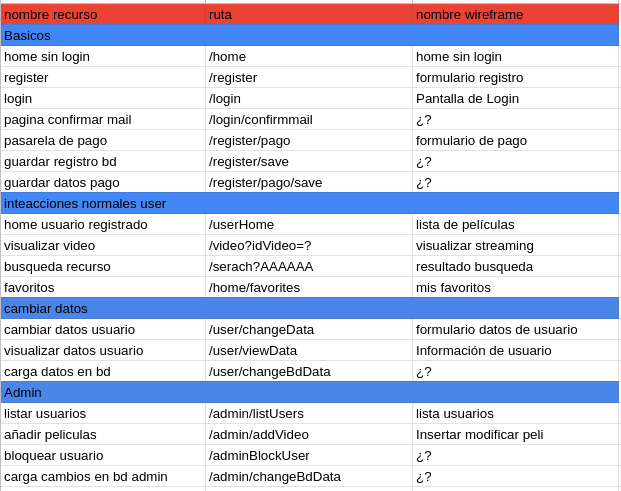 nombre recurso ruta nombre wireframe
Basicos
home sin login /home home sin login
register /register formulario registro
login /login Pantalla de Login
pagina confirmar mail /login/confirmmail ¿?
pasarela de pago /register/pago formulario de pago
guardar registro bd /register/save ¿?
guardar datos pago /register/pago/save ¿?
inteacciones normales user
home usuario registrado /userHome lista de películas
visualizar video /video?idVideo=? visualizar streaming
busqueda recurso /serach?AAAAAA resultado busqueda
favoritos /home/favorites mis favoritos
cambiar datos
cambiar datos usuario /user/changeData formulario datos de usuario
visualizar datos usuario /user/viewData Información de usuario
carga datos en bd /user/changeBdData ¿?
Admin
listar usuarios /admin/listUsers lista usuarios
añadir peliculas /admin/addVideo Insertar modificar peli
bloquear usuario /adminBlockUser ¿?
carga cambios en bd admin /admin/changeBdData ¿?